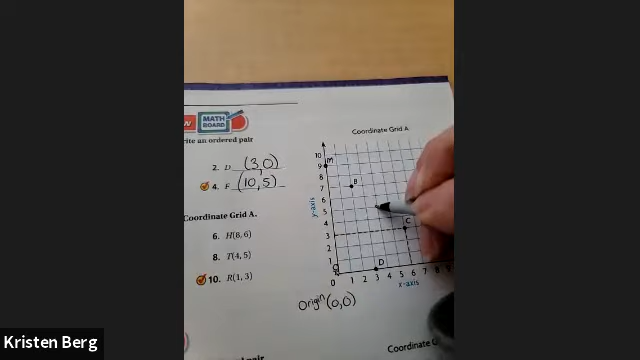 W
MATH
BOARD
rite an ordered pair
2. D (3,0)
4. F (10,5)
Coordinate Grid A.
6. H(8, 6)
8. T(4, 5)
10. R(1, 3)
Coordinate Grid A
10
9
8
7
6
5
4
3
2
1
0
1 2 3 4 5 6 7 8 9
y-axis
x-axis
M
B
C
D
Origin (0,0)
Coordinate G
Kristen Berg